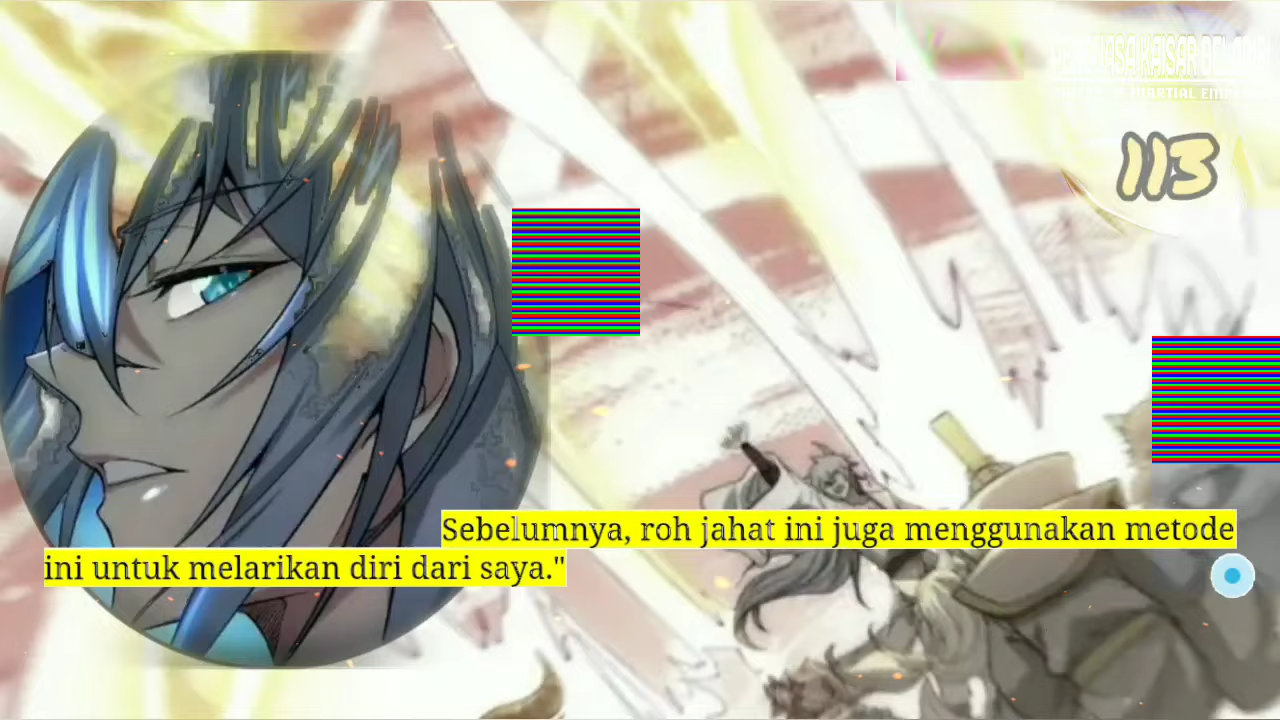 113
Sebelumnya, roh jahat ini juga menggunakan metode
ini untuk melarikan diri dari saya."